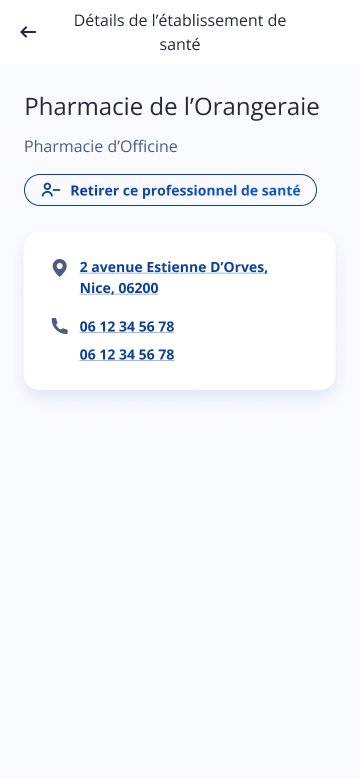 Détails de l’établissement de
santé
Pharmacie de l’Orangeraie
Pharmacie d’Officine
Retirer ce professionnel de santé
2 avenue Estienne D’Orves,
Nice, 06200
06 12 34 56 78
06 12 34 56 78